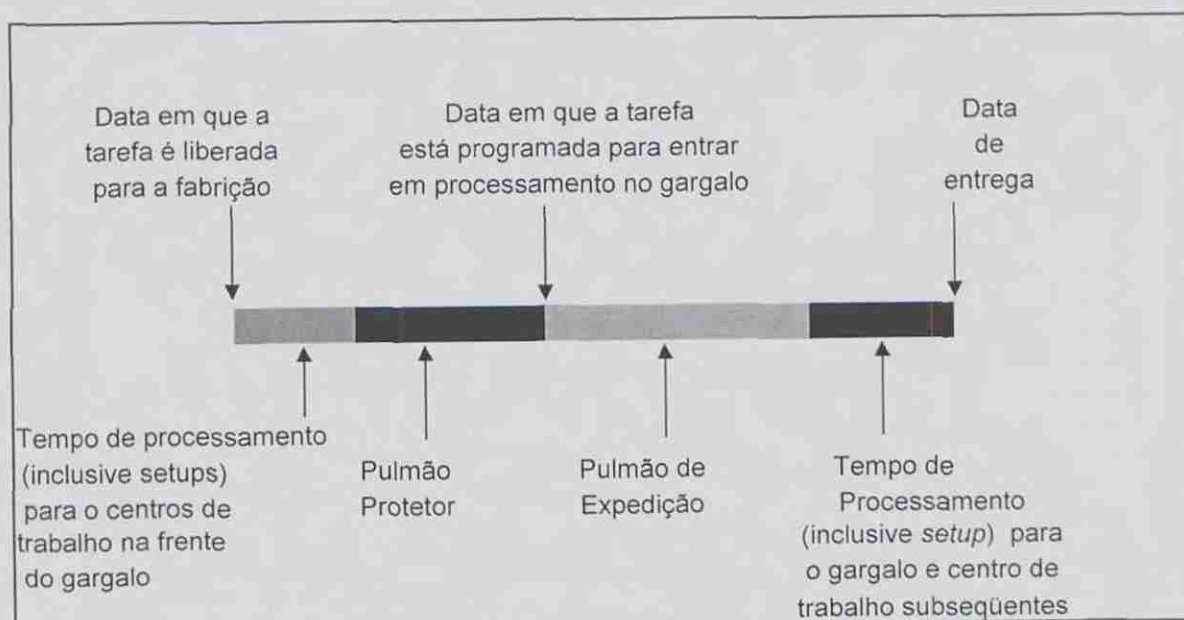 Data em que a
tarefa é liberada
para a fabrição
Data em que a tarefa
está programada para entrar
em processamento no gargalo
Data
de
entrega
Tempo de processamento
(inclusive setups)
para o centros de
trabalho na frente
do gargalo
Pulmão
Protetor
Pulmão de
Expedição
Tempo de
Processamento
(inclusive setup) para
o gargalo e centro de
trabalho subseqüentes